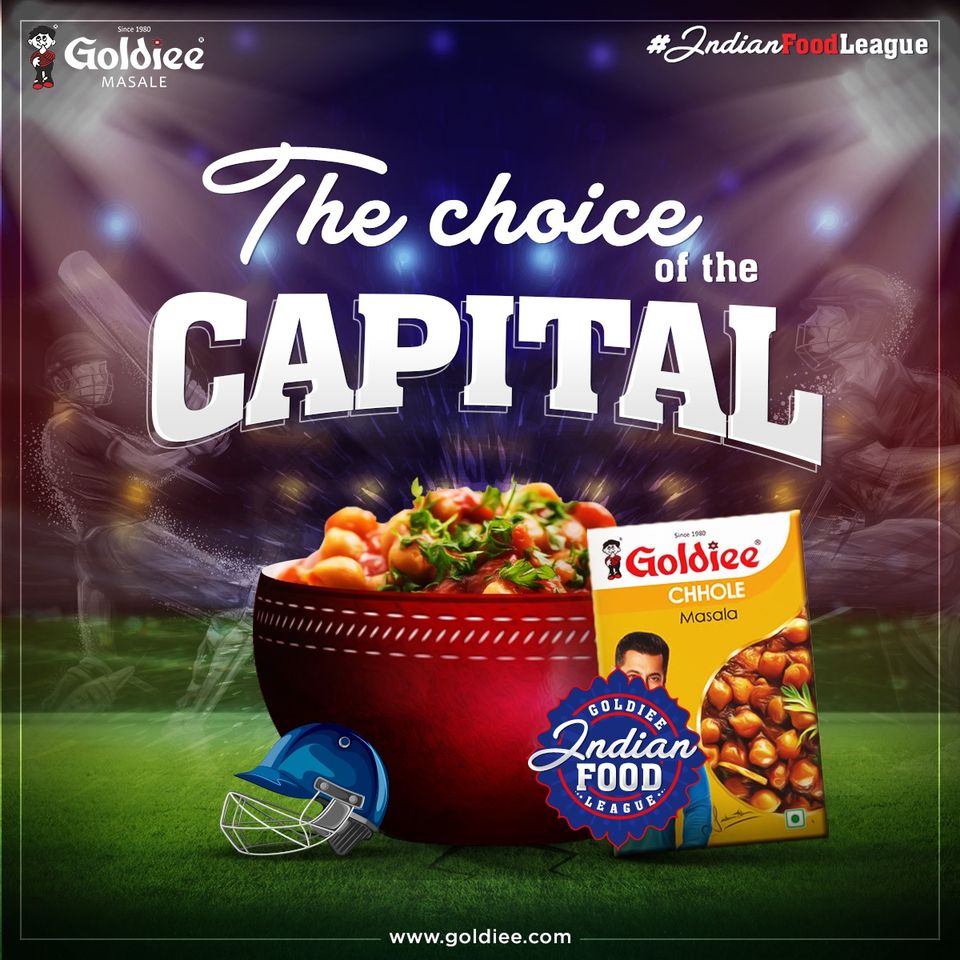 Since 1980
Goldiee
MASALE
#IndianFoodLeague
The choice
of the
CAPITAL
Since 1980
Goldiee
CHHOLE
Masala
GOLDIEE
Indian
FOOD
LEAGUE
www.goldiee.com